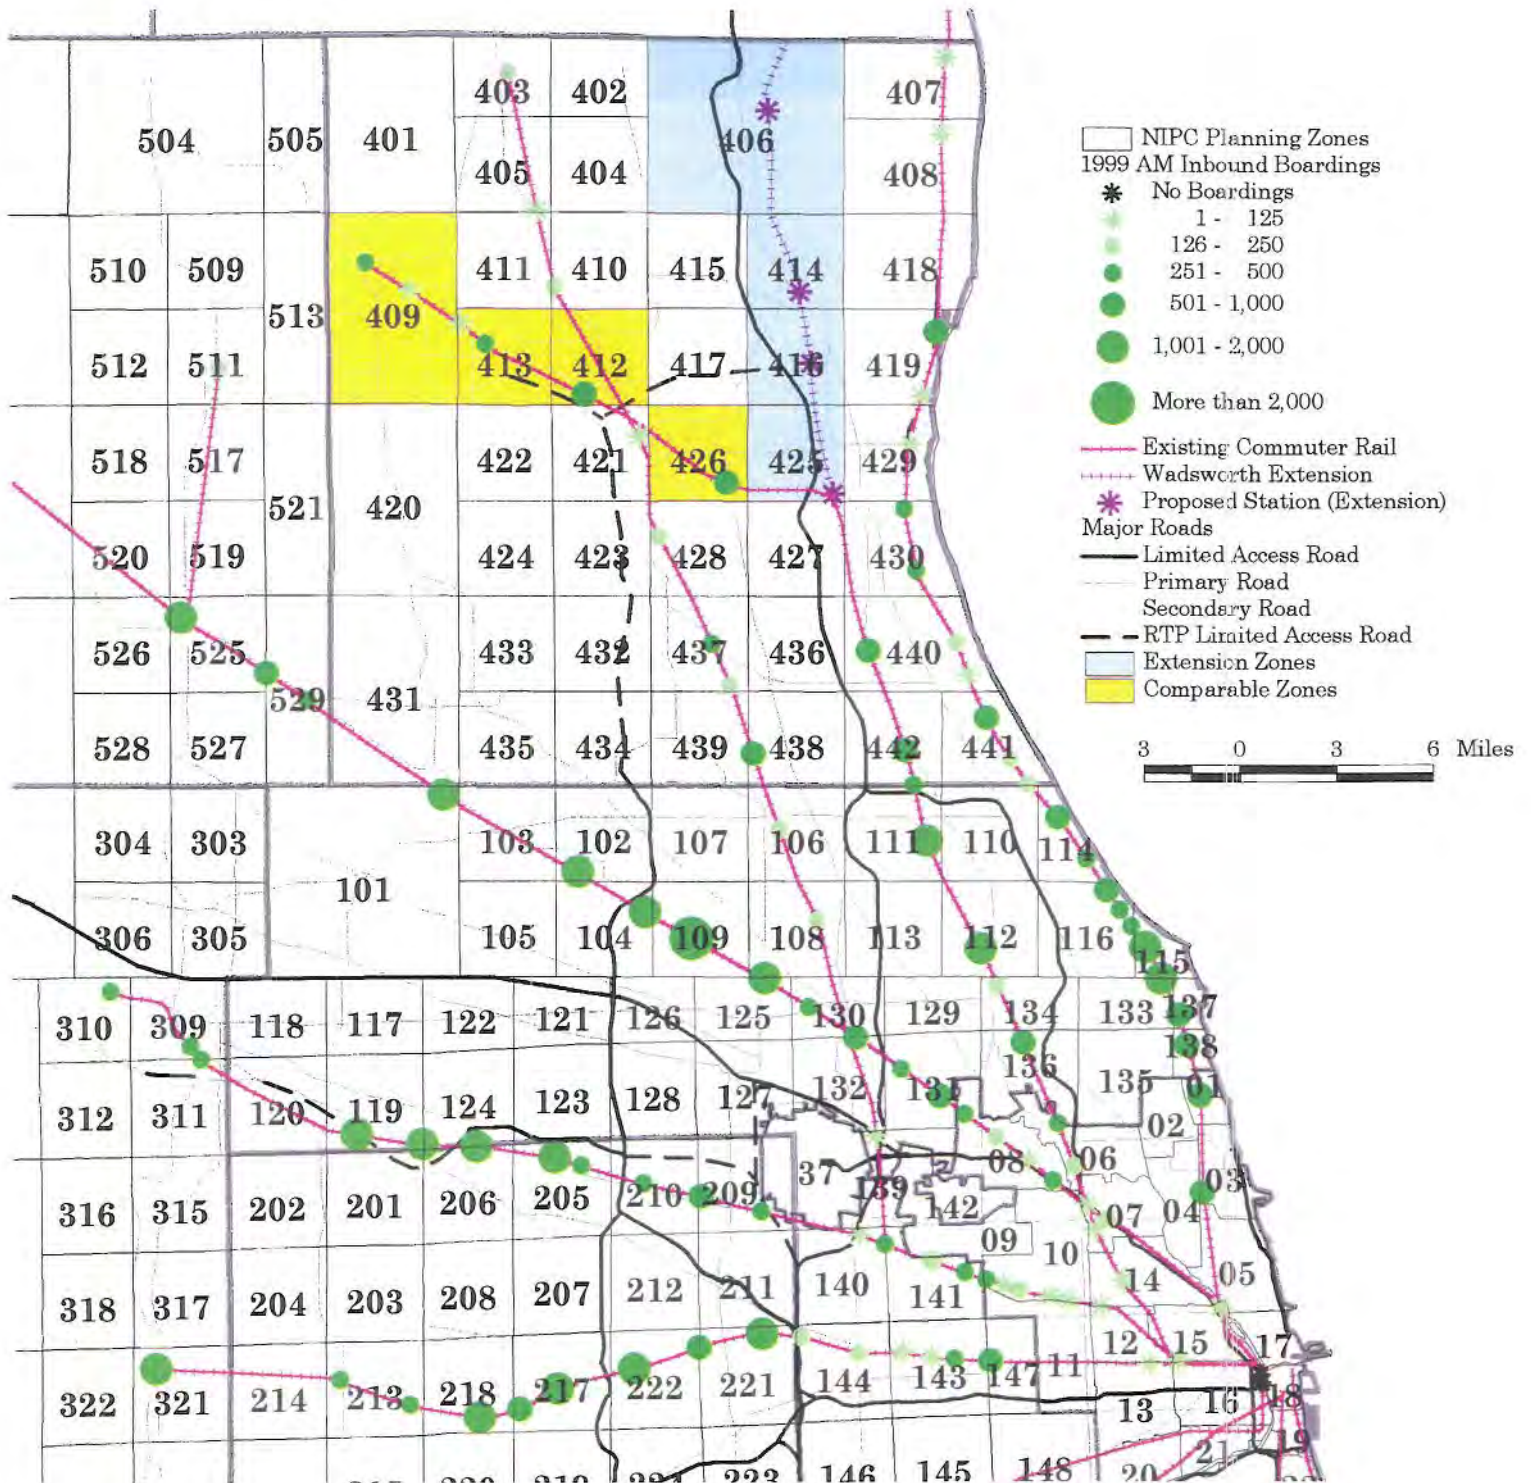 403 402 407
504 505 401 406
405 404 408
510 509 411 410 415 414 418
513 409
512 511 413 412 417 416 419
518 517 422 421 426 425 429
521 420
520 519 424 423 428 427 430
526 525 433 432 437 436 440
529 431
528 527 435 434 439 438 442 441
304 303 103 102 107 106 111 110 114
101
306 305 105 104 109 108 113 112 116 115
310 309 118 117 122 121 126 125 130 129 134 133 137
138
136
312 311 120 119 124 123 128 127 132 131 135 01
02
37 139 08 06
316 315 202 201 206 205 210 209 142 07 04 03
09 10
318 317 204 203 208 207 212 211 140 141 14 05
12 15 17
322 321 214 213 218 217 222 221 144 143 147 11
13 16 18
21 19
223 146 145 148 20
NIPC Planning Zones
1999 AM Inbound Boardings
No Boardings
1 - 125
126 - 250
251 - 500
501 - 1,000
1,001 - 2,000
More than 2,000
Existing Commuter Rail
Wadsworth Extension
Proposed Station (Extension)
Major Roads
Limited Access Road
Primary Road
Secondary Road
RTP Limited Access Road
Extension Zones
Comparable Zones
3 0 3 6 Miles